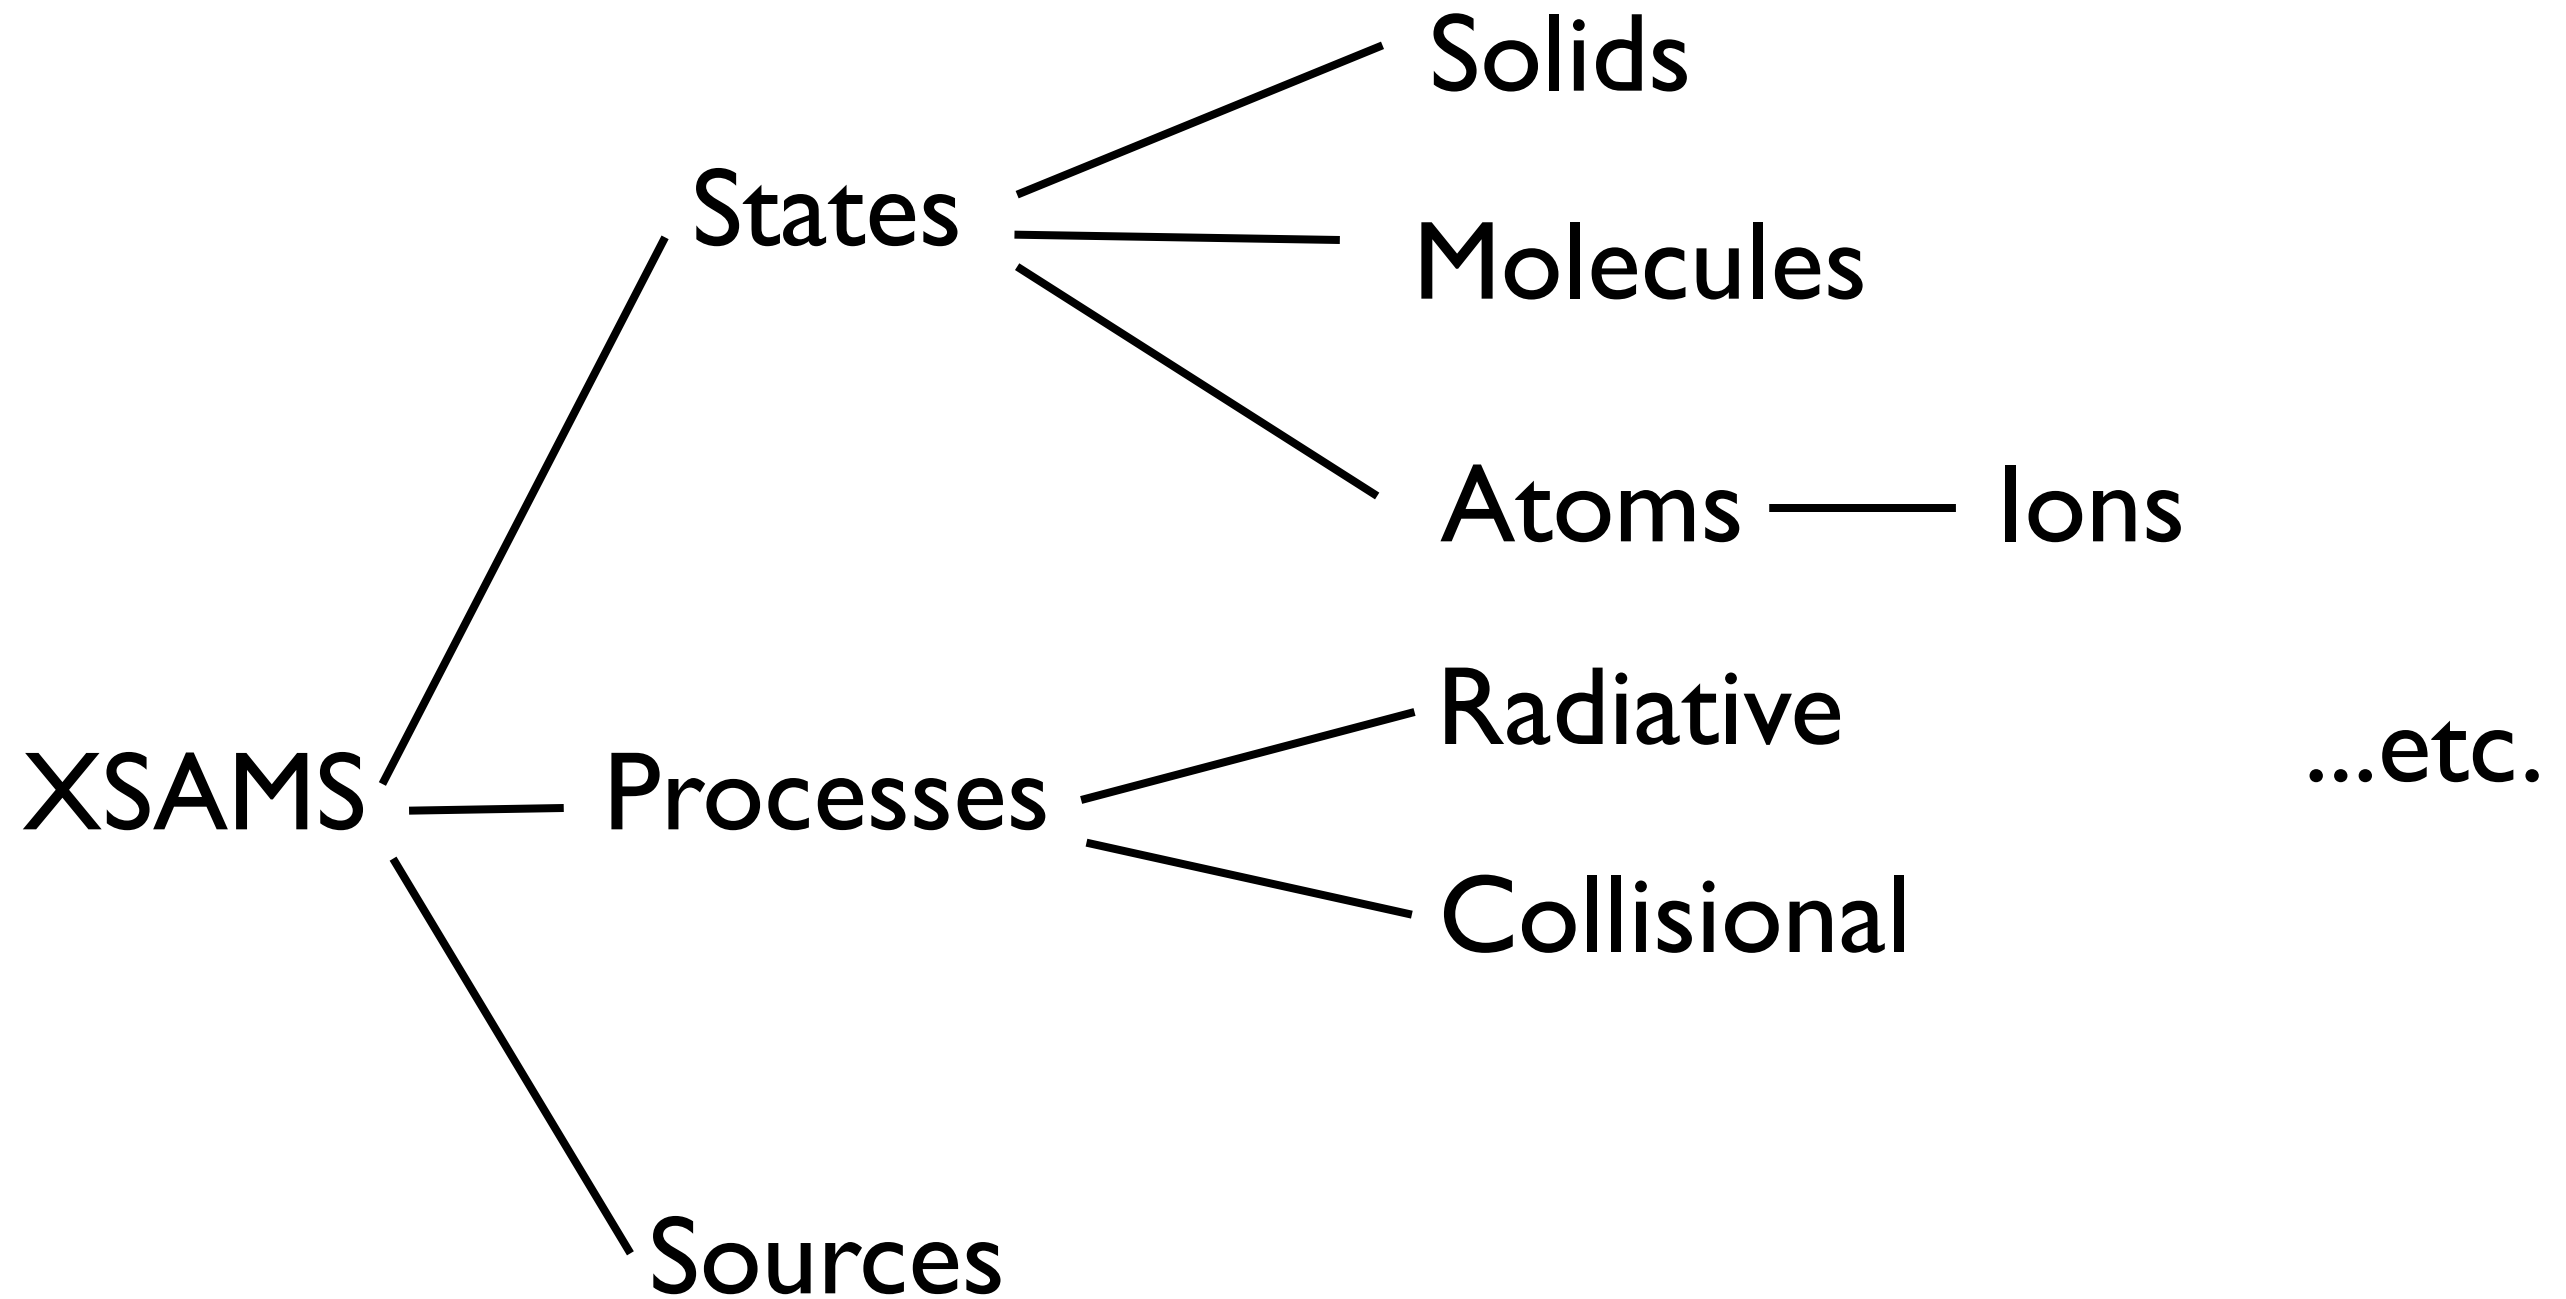 Solids
States
Molecules
Atoms
Ions
Radiative
...etc.
XSAMS
Processes
Collisional
Sources